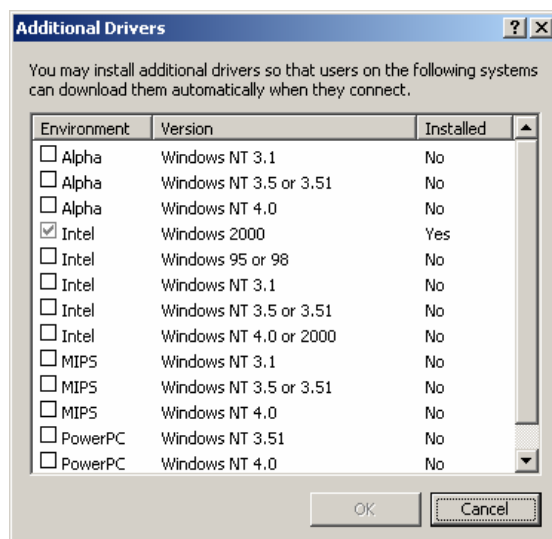 Additional Drivers
You may install additional drivers so that users on the following systems
can download them automatically when they connect.
Environment Version Installed
Alpha Windows NT 3.1 No
Alpha Windows NT 3.5 or 3.51 No
Alpha Windows NT 4.0 No
Intel Windows 2000 Yes
Intel Windows 95 or 98 No
Intel Windows NT 3.1 No
Intel Windows NT 3.5 or 3.51 No
Intel Windows NT 4.0 or 2000 No
MIPS Windows NT 3.1 No
MIPS Windows NT 3.5 or 3.51 No
MIPS Windows NT 4.0 No
PowerPC Windows NT 3.51 No
PowerPC Windows NT 4.0 No
OK Cancel